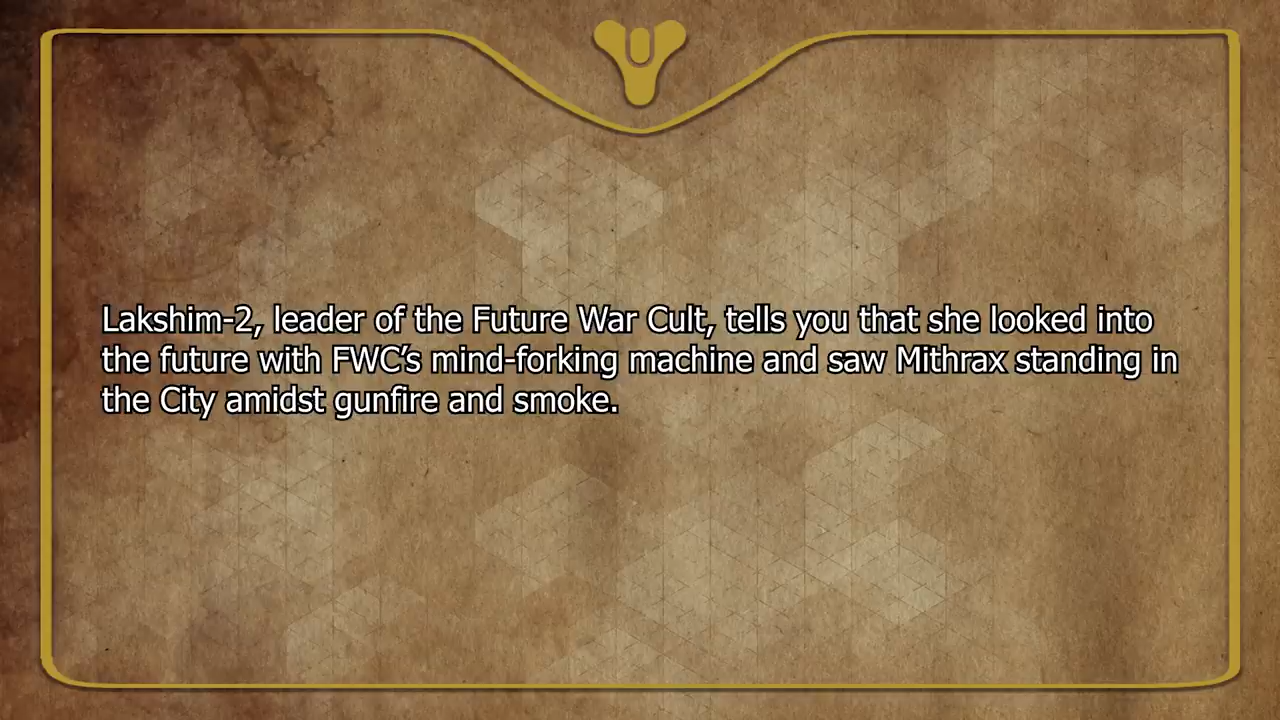 Lakshim-2, leader of the Future War Cult, tells you that she looked into
the future with FWC's mind-forking machine and saw Mithrax standing in
the City amidst gunfire and smoke.